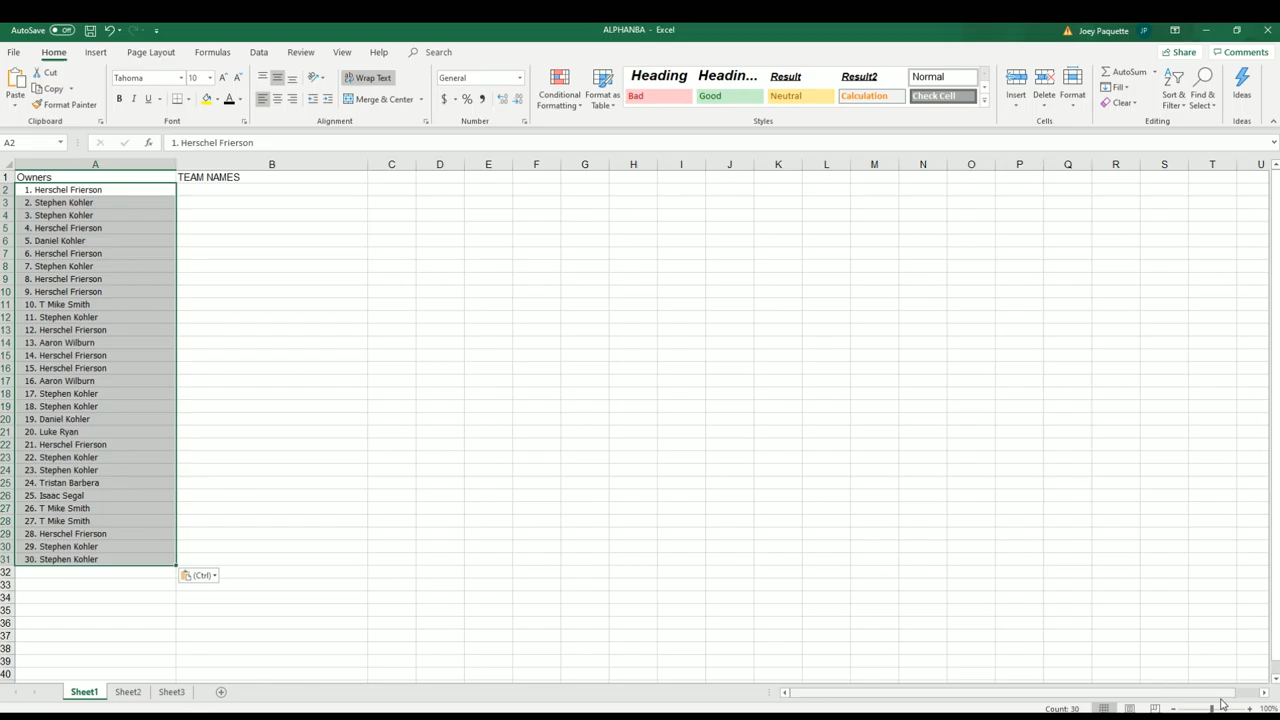 AutoSave Off ALPHANBA - Excel Joey Paquette JP
File Home Insert Page Layout Formulas Data Review View Help Search Share Comments
Paste Cut Copy Format Painter Clipboard
Tahoma 10 Font
Wrap Text Merge & Center Alignment
General Number
Conditional Formatting Format as Table
Heading Headin... Result Result2 Normal
Bad Good Neutral Calculation Check Cell
Styles
Insert Delete Format Cells
AutoSum Fill Clear Sort & Filter Find & Select Editing
Ideas Ideas
A2 fx 1. Herschel Frierson
A B C D E F G H I J K L M N O P Q R S T U
1 Owners TEAM NAMES
2 1. Herschel Frierson
3 2. Stephen Kohler
4 3. Stephen Kohler
5 4. Herschel Frierson
6 5. Daniel Kohler
7 6. Herschel Frierson
8 7. Stephen Kohler
9 8. Herschel Frierson
10 9. Herschel Frierson
11 10. T Mike Smith
12 11. Stephen Kohler
13 12. Herschel Frierson
14 13. Aaron Wilburn
15 14. Herschel Frierson
16 15. Herschel Frierson
17 16. Aaron Wilburn
18 17. Stephen Kohler
19 18. Stephen Kohler
20 19. Daniel Kohler
21 20. Luke Ryan
22 21. Herschel Frierson
23 22. Stephen Kohler
24 23. Stephen Kohler
25 24. Tristan Barbera
26 25. Isaac Segal
27 26. T Mike Smith
28 27. T Mike Smith
29 28. Herschel Frierson
30 29. Stephen Kohler
31 30. Stephen Kohler
32 (Ctrl)
33
34
35
36
37
38
39
40
Sheet1 Sheet2 Sheet3
Count: 30 100%